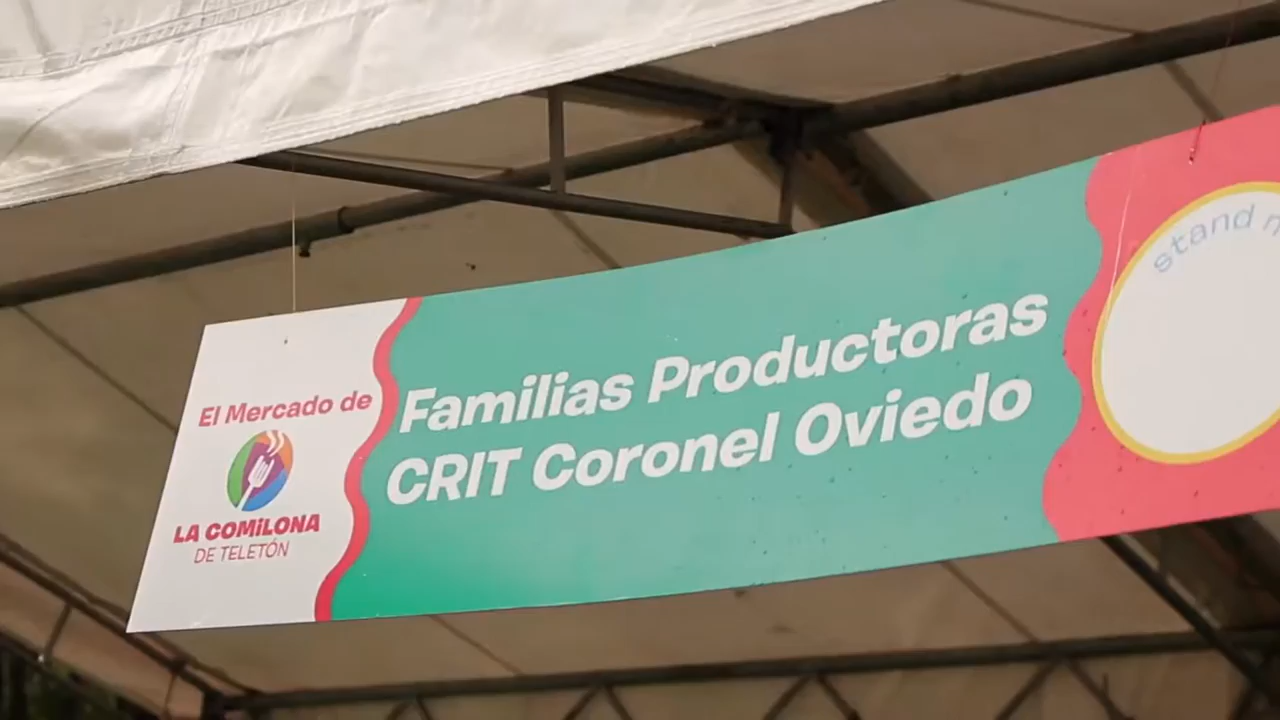 El Mercado de
LA COMiLONA
DE TELETÓN
Familias Productoras
CRIT Coronel Oviedo
stand